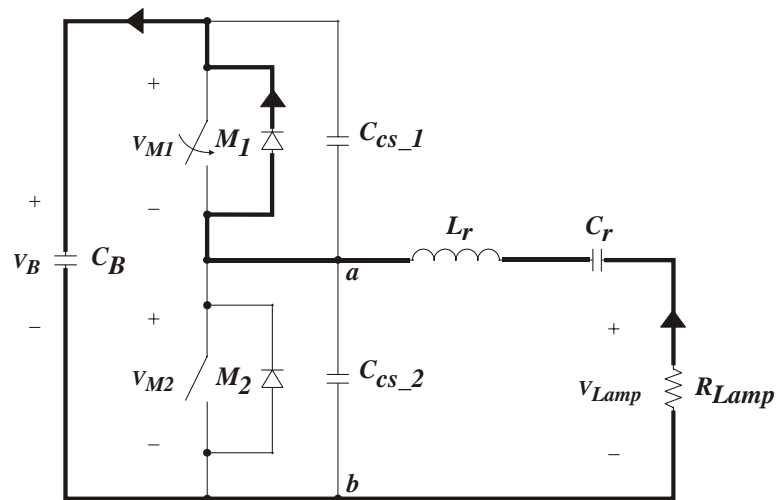 +
V_M1 M_1
−
C_cs_1
+
V_B C_B
−
L_r
C_r
a
+
V_M2 M_2
−
C_cs_2
+
V_Lamp R_Lamp
−
b